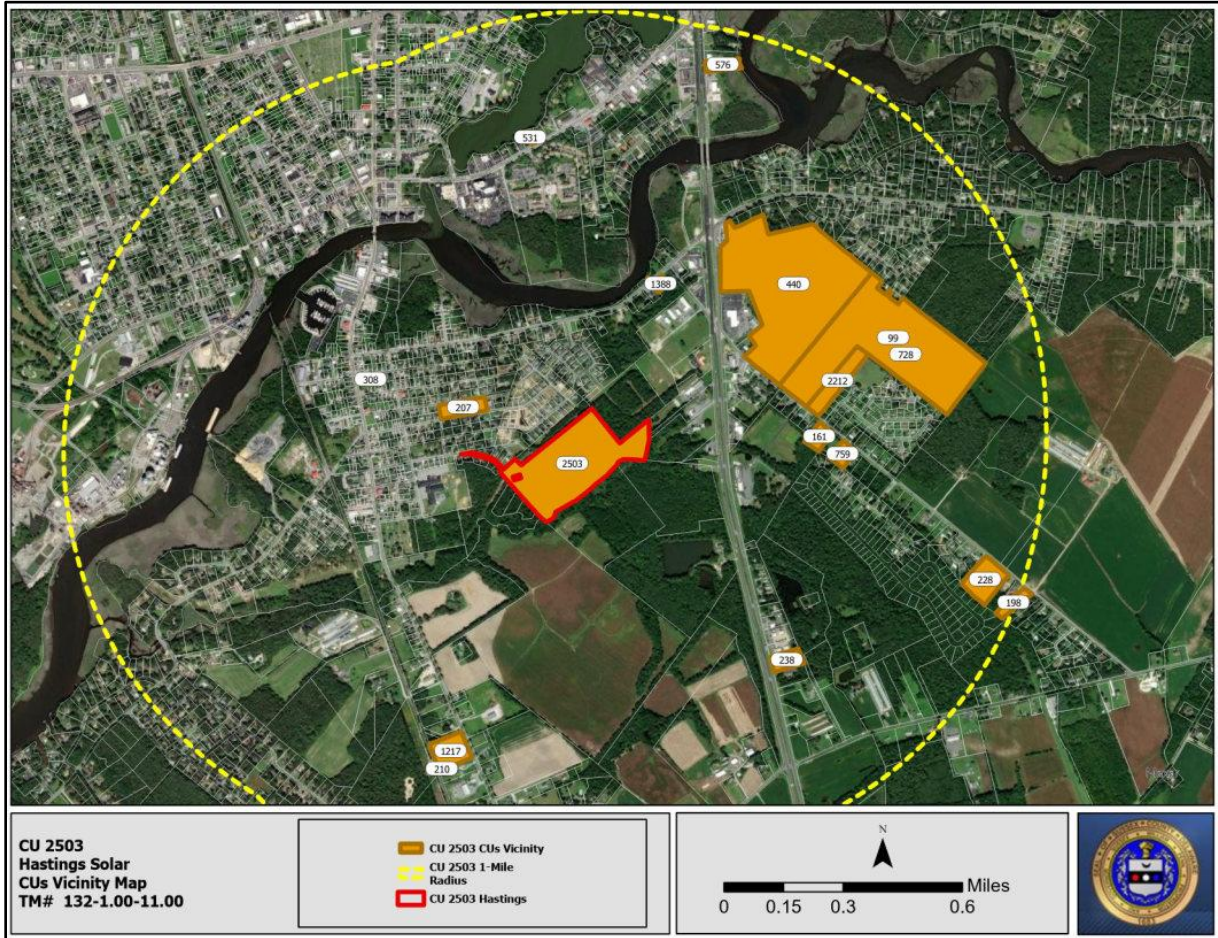 576
531
1388
440
99
728
2212
308
207
161
759
2503
228
198
238
1217
210
CU 2503
Hastings Solar
CUs Vicinity Map
TM# 132-1.00-11.00
CU 2503 CUs Vicinity
CU 2503 1-Mile
Radius
CU 2503 Hastings
N
Miles
0 0.15 0.3 0.6